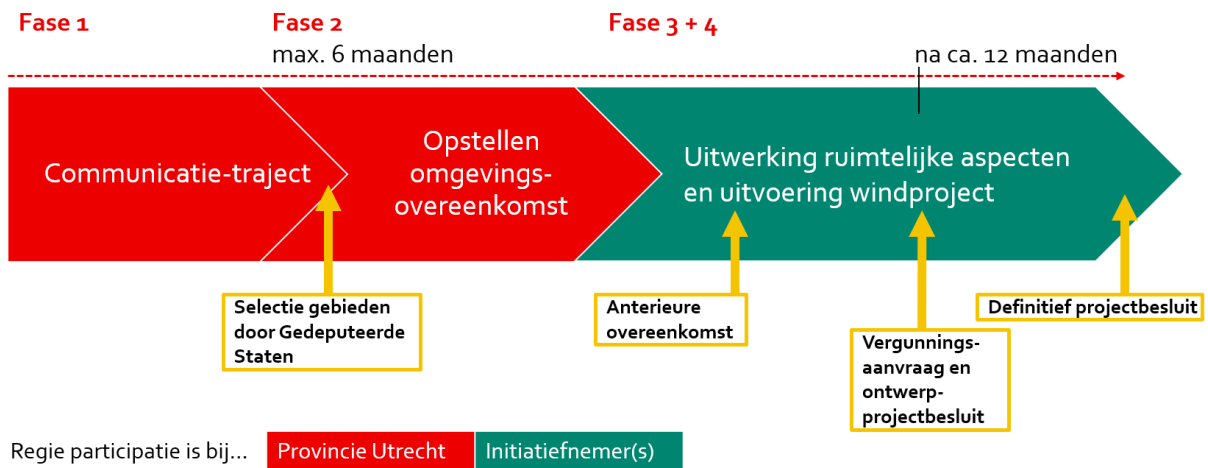 Fase 1
Fase 2
Fase 3 + 4
max. 6 maanden
na ca. 12 maanden
Communicatie-traject
Opstellen
omgevings-
overeenkomst
Uitwerking ruimtelijke aspecten
en uitvoering windproject
Selectie gebieden
door Gedeputeerde
Staten
Anterieure
overeenkomst
Vergunnings-
aanvraag en
ontwerp-
projectbesluit
Definitief projectbesluit
Regie participatie is bij...
Provincie Utrecht
Initiatiefnemer(s)